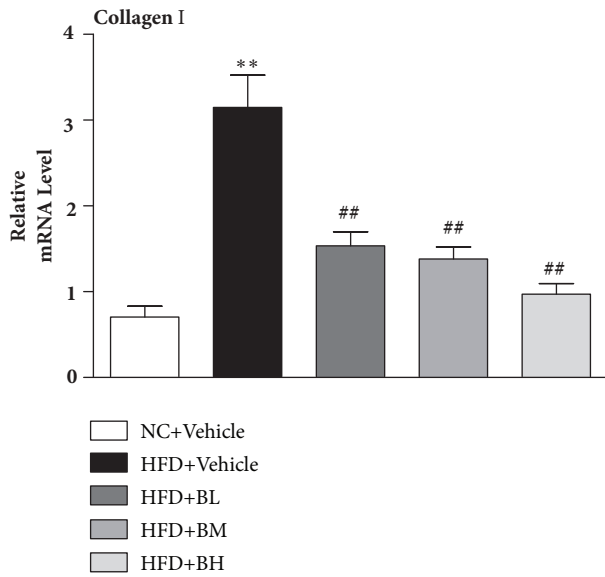 Collagen I
4
3
2
1
0
Relative
mRNA Level
**
##
##
##
NC+Vehicle
HFD+Vehicle
HFD+BL
HFD+BM
HFD+BH